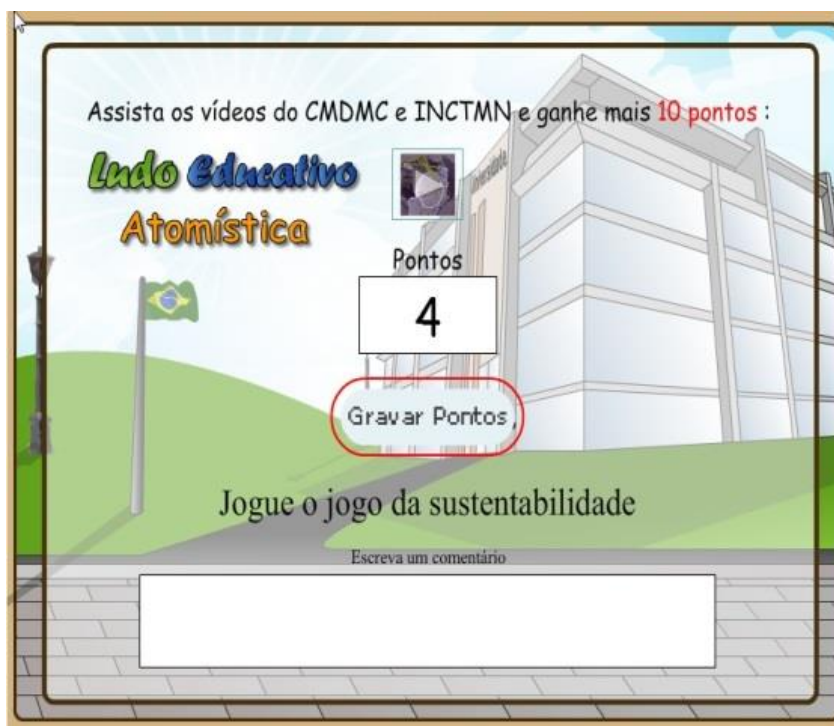 Assista os vídeos do CMDMC e INCTMN e ganhe mais 10 pontos :
Ludo Educativo
Atomística
Universidade
Pontos
4
Gravar Pontos
Jogue o jogo da sustentabilidade
Escreva um comentário